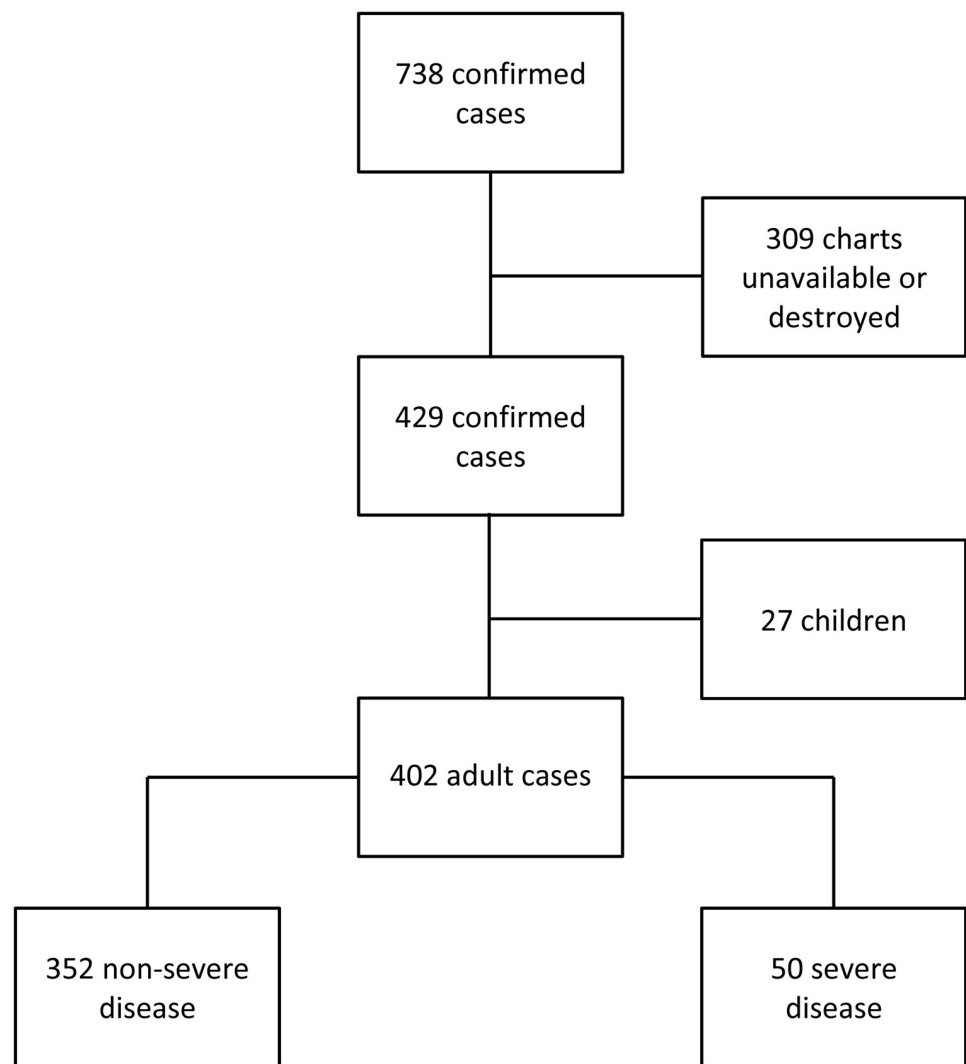 738 confirmed
cases
309 charts
unavailable or
destroyed
429 confirmed
cases
27 children
402 adult cases
352 non-severe
disease
50 severe
disease